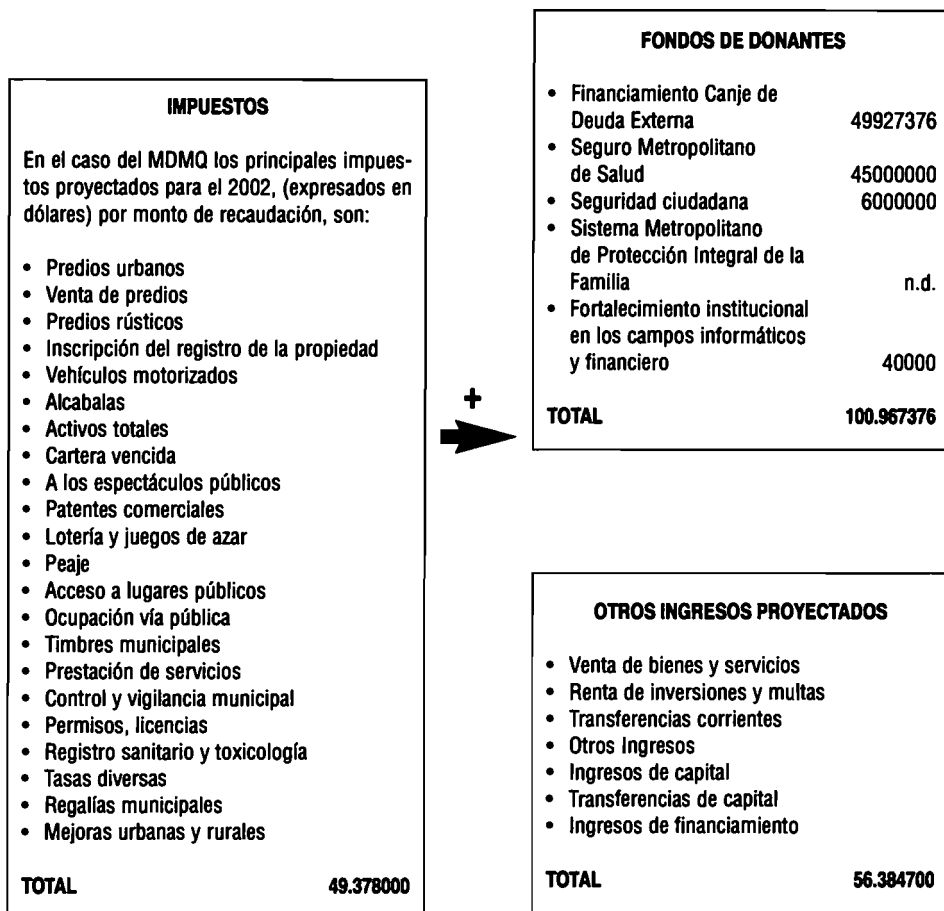 IMPUESTOS
En el caso del MDMQ los principales impues-
tos proyectados para el 2002, (expresados en
dólares) por monto de recaudación, son:
• Predios urbanos
• Venta de predios
• Predios rústicos
• Inscripción del registro de la propiedad
• Vehículos motorizados
• Alcabalas
• Activos totales
• Cartera vencida
• A los espectáculos públicos
• Patentes comerciales
• Lotería y juegos de azar
• Peaje
• Acceso a lugares públicos
• Ocupación vía pública
• Timbres municipales
• Prestación de servicios
• Control y vigilancia municipal
• Permisos, licencias
• Registro sanitario y toxicología
• Tasas diversas
• Regalías municipales
• Mejoras urbanas y rurales
TOTAL 49.378000
+
FONDOS DE DONANTES
• Financiamiento Canje de
Deuda Externa 49927376
• Seguro Metropolitano
de Salud 45000000
• Seguridad ciudadana 6000000
• Sistema Metropolitano
de Protección Integral de la
Familia n.d.
• Fortalecimiento institucional
en los campos informáticos
y financiero 40000
TOTAL 100.967376
OTROS INGRESOS PROYECTADOS
• Venta de bienes y servicios
• Renta de inversiones y multas
• Transferencias corrientes
• Otros Ingresos
• Ingresos de capital
• Transferencias de capital
• Ingresos de financiamiento
TOTAL 56.384700